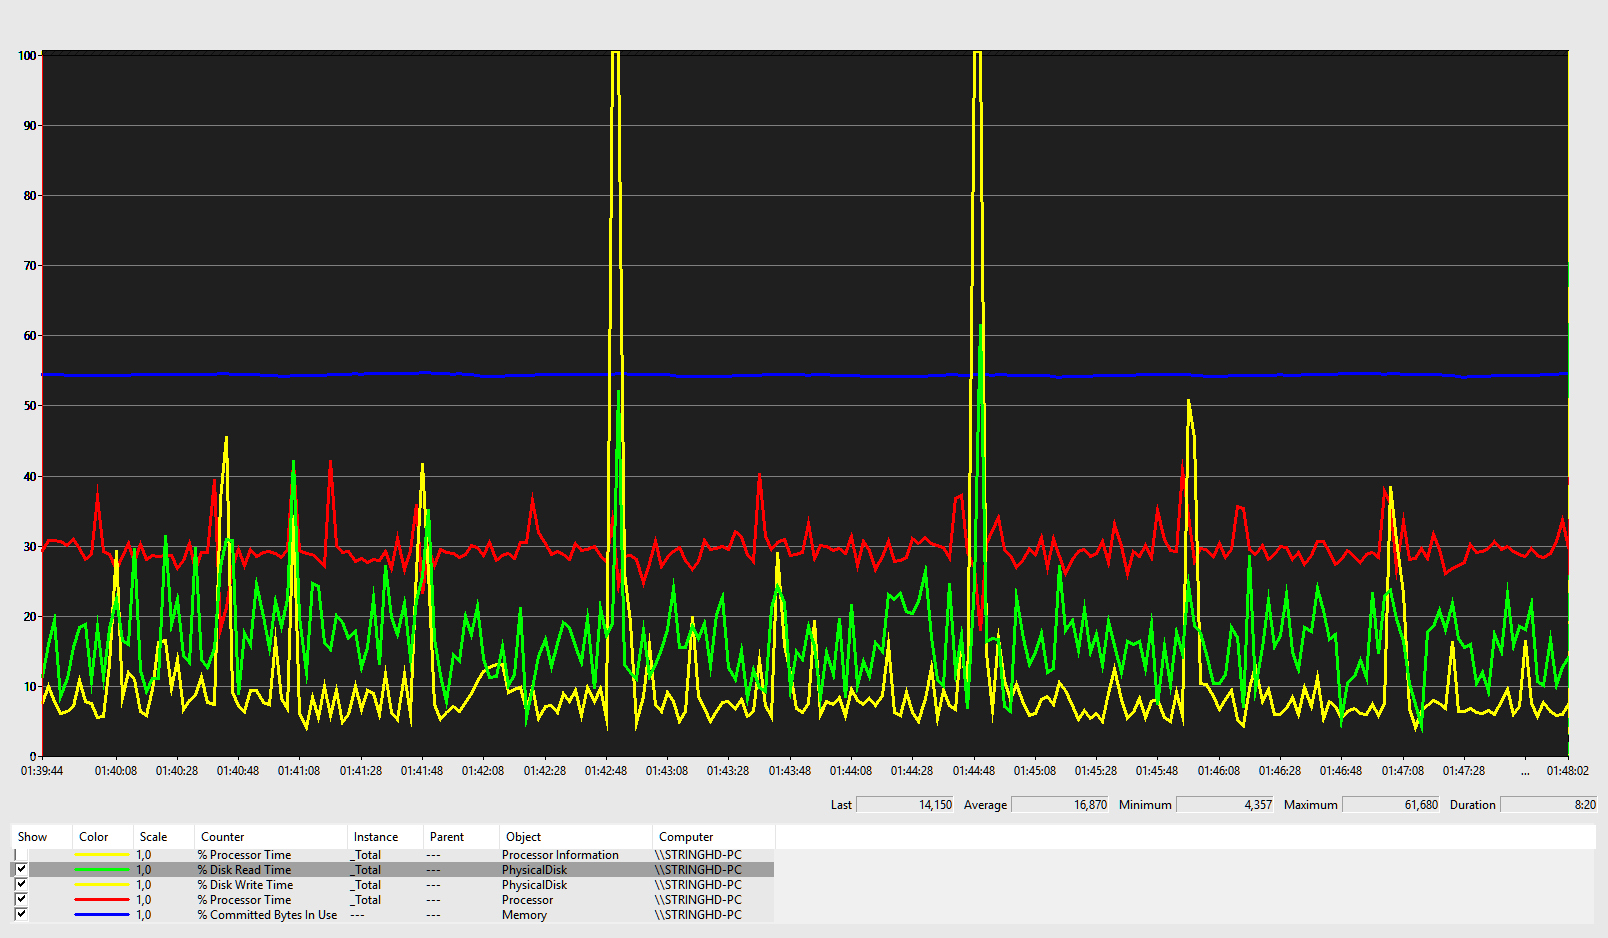 100
90
80
70
60
50
40
30
20
10
0
01:39:44 01:40:08 01:40:28 01:40:48 01:41:08 01:41:28 01:41:48 01:42:08 01:42:28 01:42:48 01:43:08 01:43:28 01:43:48 01:44:08 01:44:28 01:44:48 01:45:08 01:45:28 01:45:48 01:46:08 01:46:28 01:46:48 01:47:08 01:47:28 ... 01:48:02
Last 14,150 Average 16,870 Minimum 4,357 Maximum 61,680 Duration 8:20
Show Color Scale Counter Instance Parent Object Computer
1,0 % Processor Time _Total --- Processor Information \\STRINGHD-PC
1,0 % Disk Read Time _Total --- PhysicalDisk \\STRINGHD-PC
1,0 % Disk Write Time _Total --- PhysicalDisk \\STRINGHD-PC
1,0 % Processor Time _Total --- Processor \\STRINGHD-PC
1,0 % Committed Bytes In Use --- --- Memory \\STRINGHD-PC